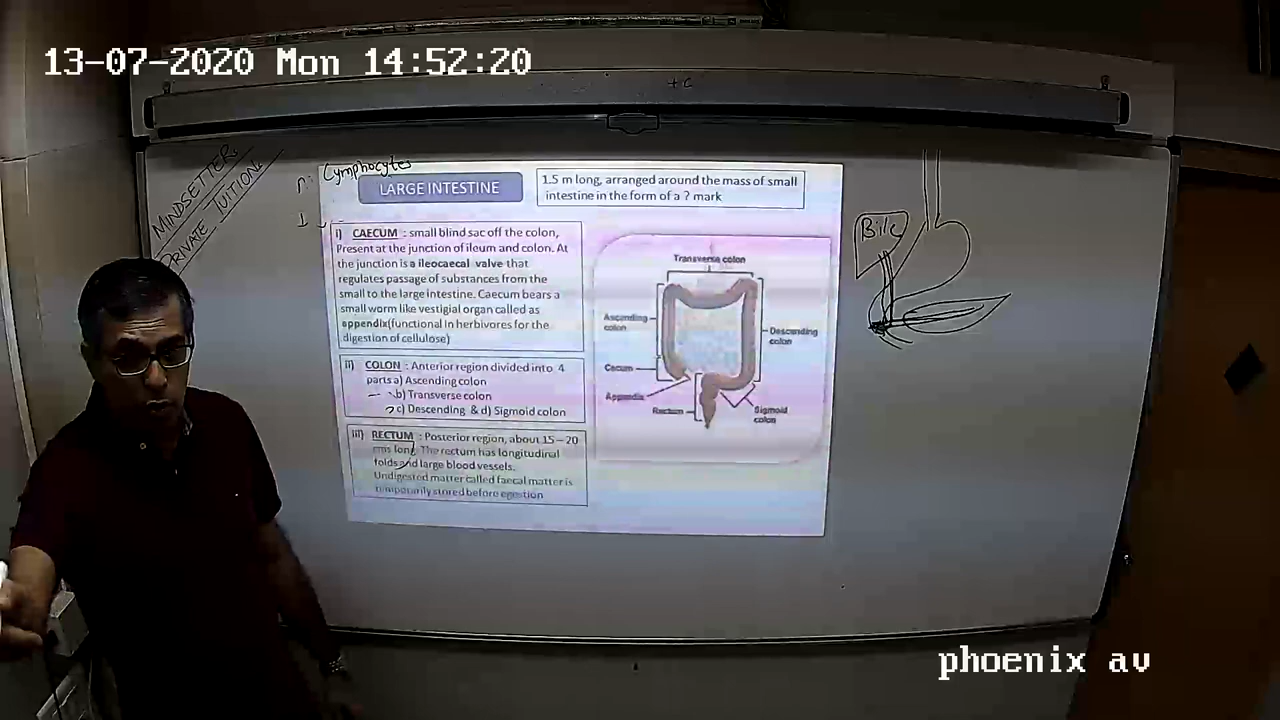 13-07-2020 Mon 14:52:20
+c
MINDSETTER
PRIVATE TUITION
Lymphocytes
LARGE INTESTINE
1.5 m long, arranged around the mass of small
intestine in the form of a ? mark
i) CAECUM : small blind sac off the colon,
Present at the junction of ileum and colon. At
the junction is a ileocaecal valve that
regulates passage of substances from the
small to the large intestine. Caecum bears a
small worm like vestigial organ called as
appendix(functional in herbivores for the
digestion of cellulose)
ii) COLON : Anterior region divided into 4
parts a) Ascending colon
b) Transverse colon
c) Descending & d) Sigmoid colon
iii) RECTUM : Posterior region, about 15 – 20
cms long. The rectum has longitudinal
folds and large blood vessels.
Undigested matter called faecal matter is
temporarily stored before egestion
Transverse colon
Ascending
colon
Descending
colon
Cecum
Appendix
Rectum
Sigmoid
colon
Bile
phoenix av